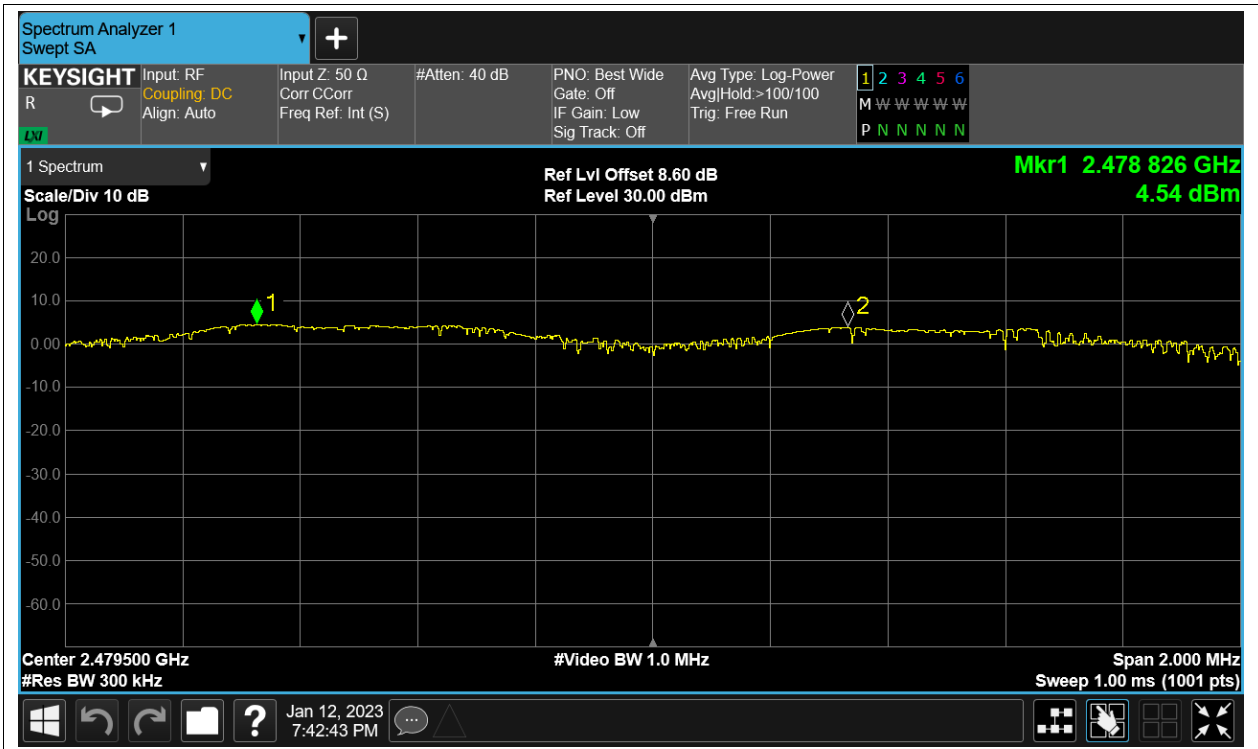 Spectrum Analyzer 1
Swept SA
KEYSIGHT
R
LXI
Input: RF
Coupling: DC
Align: Auto
Input Z: 50 Ω
Corr CCorr
Freq Ref: Int (S)
#Atten: 40 dB
PNO: Best Wide
Gate: Off
IF Gain: Low
Sig Track: Off
Avg Type: Log-Power
Avg|Hold:>100/100
Trig: Free Run
1 2 3 4 5 6
M W W W W W
P N N N N N
1 Spectrum
Scale/Div 10 dB
Log
Ref Lvl Offset 8.60 dB
Ref Level 30.00 dBm
Mkr1 2.478 826 GHz
4.54 dBm
20.0
10.0
0.00
-10.0
-20.0
-30.0
-40.0
-50.0
-60.0
1
2
Center 2.479500 GHz
#Res BW 300 kHz
#Video BW 1.0 MHz
Span 2.000 MHz
Sweep 1.00 ms (1001 pts)
?
Jan 12, 2023
7:42:43 PM